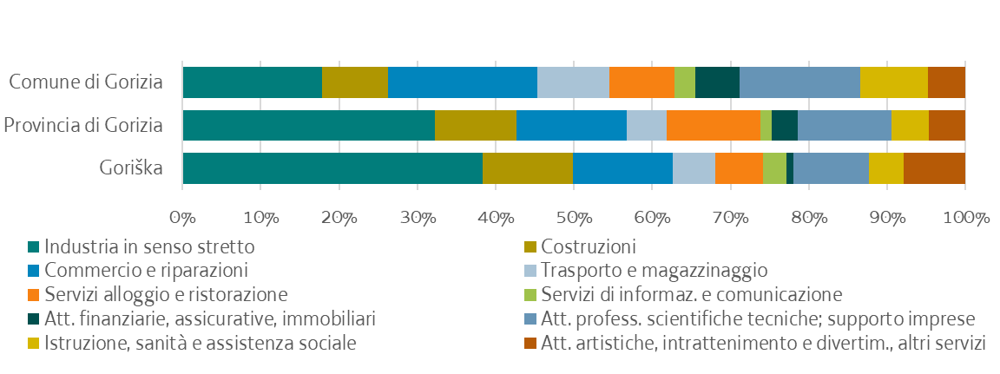 Comune di Gorizia
Provincia di Gorizia
Goriška
0% 10% 20% 30% 40% 50% 60% 70% 80% 90% 100%
Industria in senso stretto
Costruzioni
Commercio e riparazioni
Trasporto e magazzinaggio
Servizi alloggio e ristorazione
Servizi di informaz. e comunicazione
Att. finanziarie, assicurative, immobiliari
Att. profess. scientifiche tecniche; supporto imprese
Istruzione, sanità e assistenza sociale
Att. artistiche, intrattenimento e divertim., altri servizi